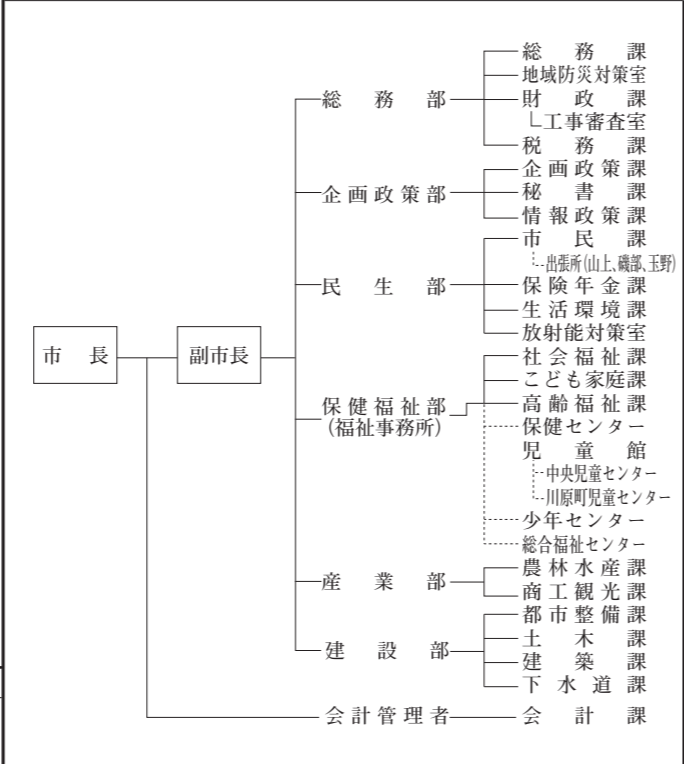 総務課
地域防災対策室
総務部
財政課
工事審査室
税務課
企画政策課
企画政策部
秘書課
情報政策課
市民課
出張所(山上、磯部、玉野)
民生部
保険年金課
生活環境課
放射能対策室
市長
副市長
社会福祉課
こども家庭課
保健福祉部
高齢福祉課
(福祉事務所)
保健センター
児童館
中央児童センター
川原町児童センター
少年センター
総合福祉センター
農林水産課
産業部
商工観光課
都市整備課
土木課
建設部
建築課
下水道課
会計管理者
会計課